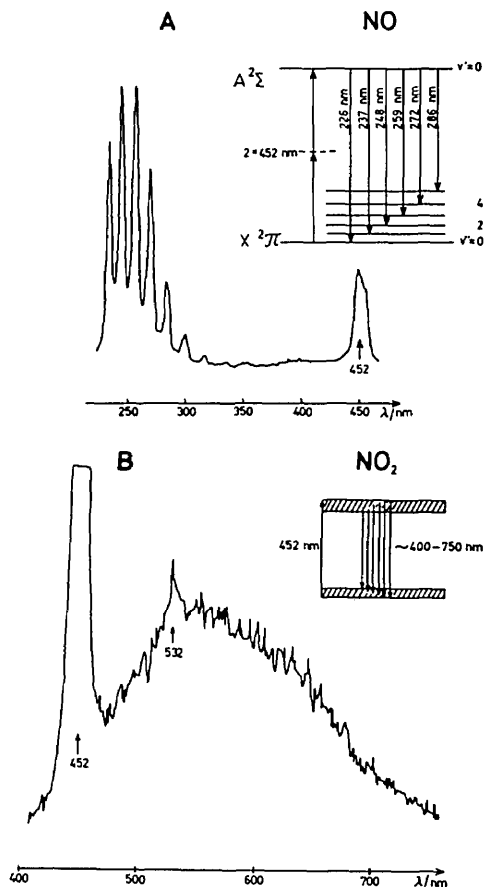 A NO
A ²Σ
v'=0
226 nm
237 nm
248 nm
259 nm
272 nm
286 nm
2*452 nm
4
2
X ²π
v"=0
452
250 300 350 400 450 λ/nm
B NO₂
452 nm
~400-750 nm
532
452
400 500 600 700 λ/nm